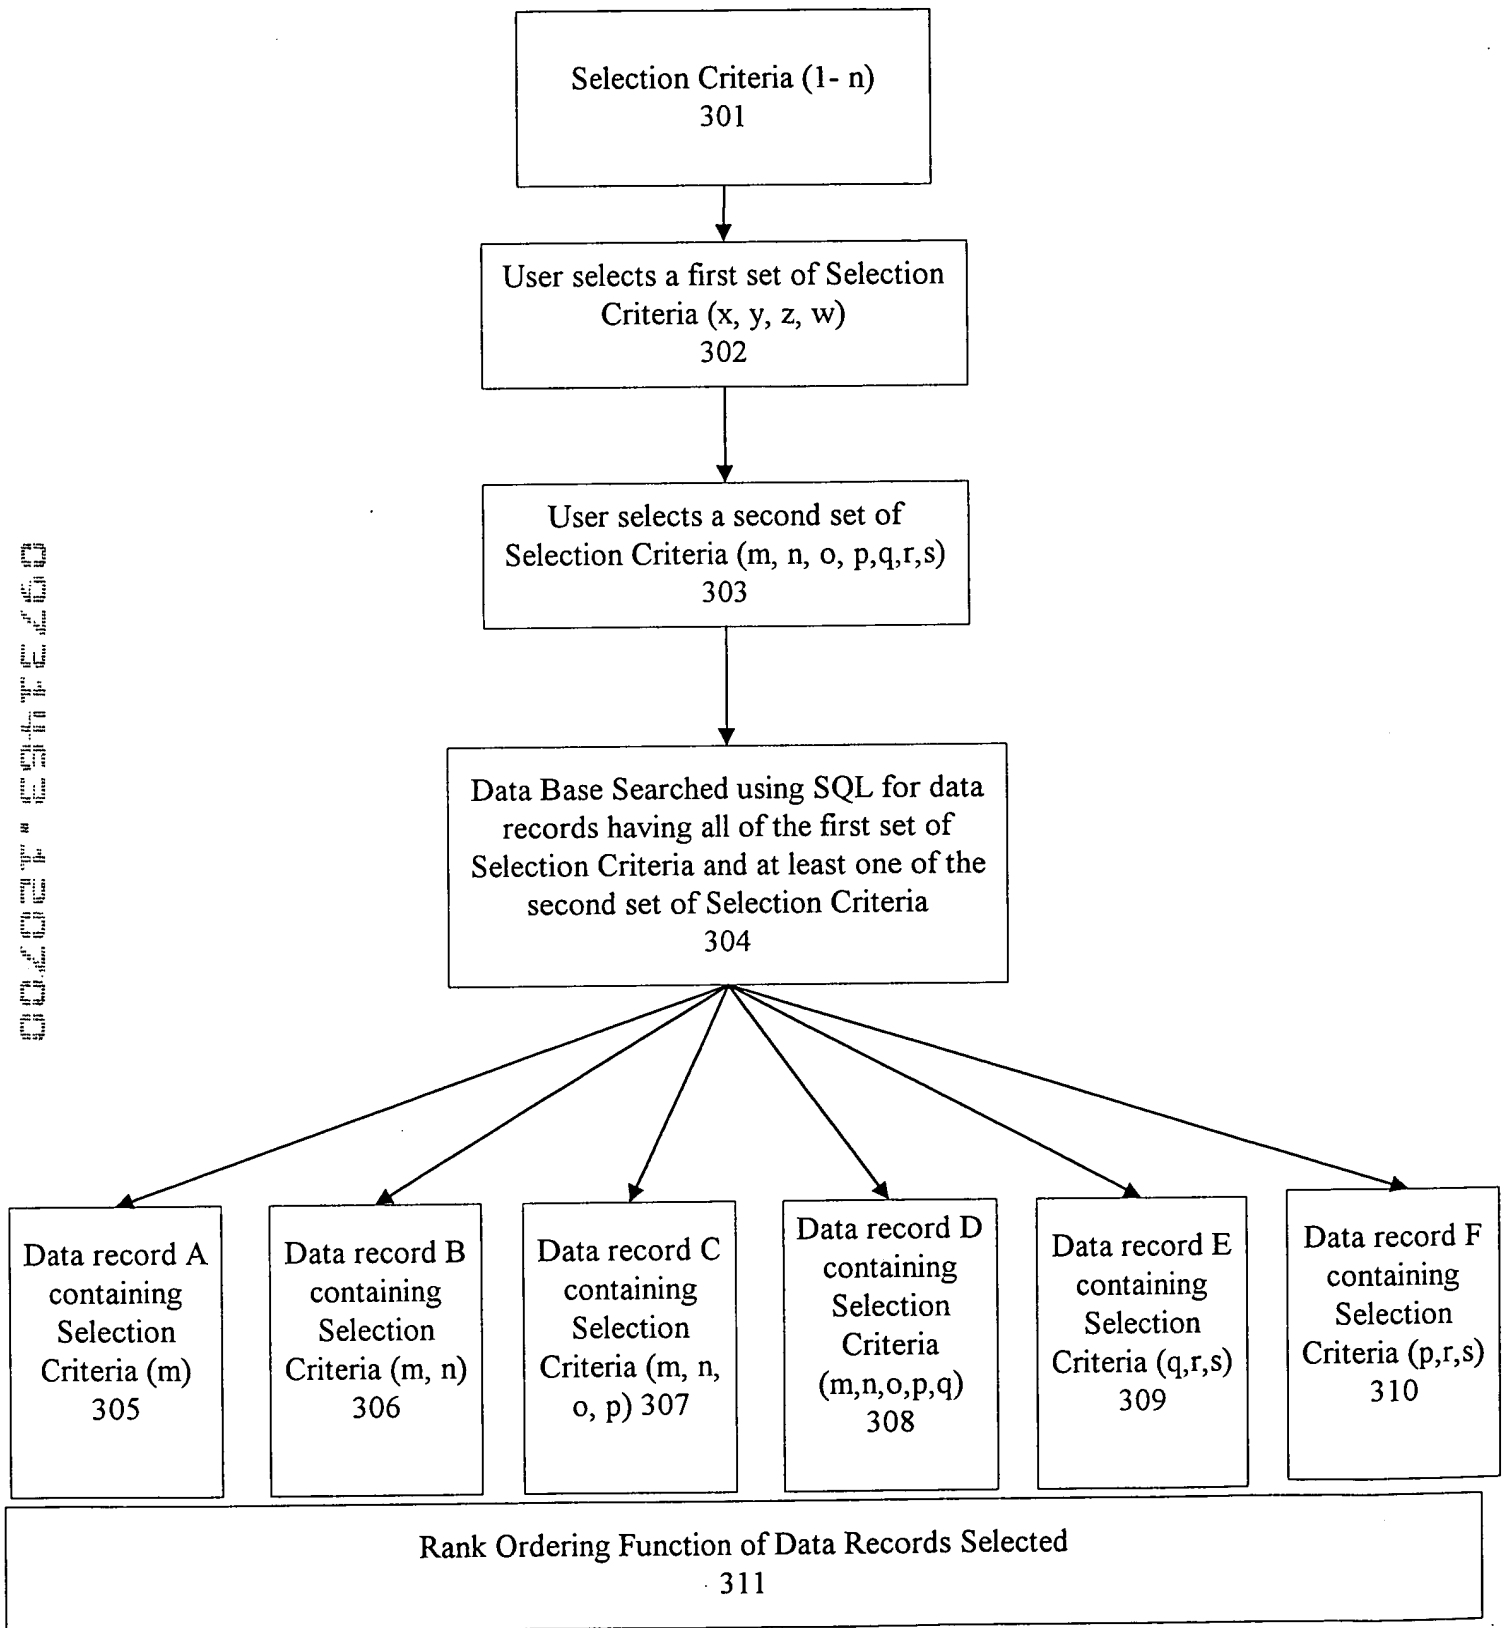 Selection Criteria (1- n)
301
User selects a first set of Selection
Criteria (x, y, z, w)
302
User selects a second set of
Selection Criteria (m, n, o, p,q,r,s)
303
Data Base Searched using SQL for data
records having all of the first set of
Selection Criteria and at least one of the
second set of Selection Criteria
304
Data record A
containing
Selection
Criteria (m)
305
Data record B
containing
Selection
Criteria (m, n)
306
Data record C
containing
Selection
Criteria (m, n,
o, p) 307
Data record D
containing
Selection
Criteria
(m,n,o,p,q)
308
Data record E
containing
Selection
Criteria (q,r,s)
309
Data record F
containing
Selection
Criteria (p,r,s)
310
Rank Ordering Function of Data Records Selected
311
09731453.120700